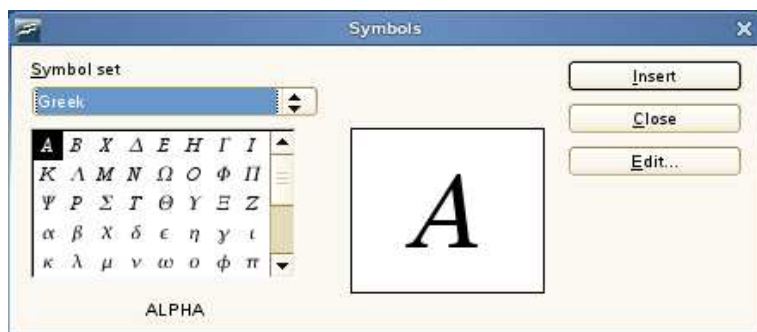 Symbols
Symbol set
Greek
Insert
Close
Edit...
Α Β Χ Δ Ε Η Γ Ι
Κ Λ Μ Ν Ω Ο Φ Π
Ψ Ρ Σ Τ Θ Υ Ξ Ζ
α β χ δ ϵ η γ ι
κ λ μ ν ω ο ϕ π
Α
ALPHA